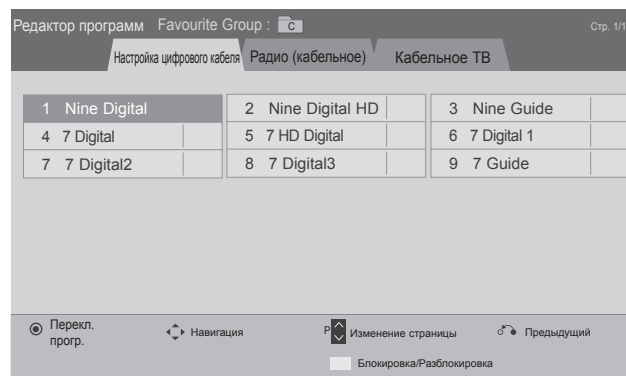 Редактор программ Favourite Group : C Стр. 1/1
Настройка цифрового кабеля Радио (кабельное) Кабельное ТВ
1 Nine Digital 2 Nine Digital HD 3 Nine Guide
4 7 Digital 5 7 HD Digital 6 7 Digital 1
7 7 Digital2 8 7 Digital3 9 7 Guide
Перекл.
прогр.
Навигация P Изменение страницы Предыдущий
Блокировка/Разблокировка